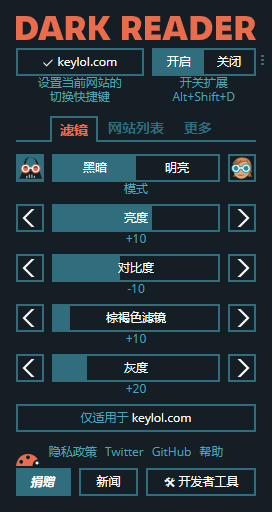 DARK READER
✓ keylol.com 开启 关闭
设置当前网站的 开关扩展
切换快捷键 Alt+Shift+D
滤镜 网站列表 更多
黑暗 明亮
模式
亮度
+10
对比度
-10
棕褐色滤镜
+10
灰度
+20
仅适用于 keylol.com
隐私政策 Twitter GitHub 帮助
捐赠 新闻 🛠 开发者工具